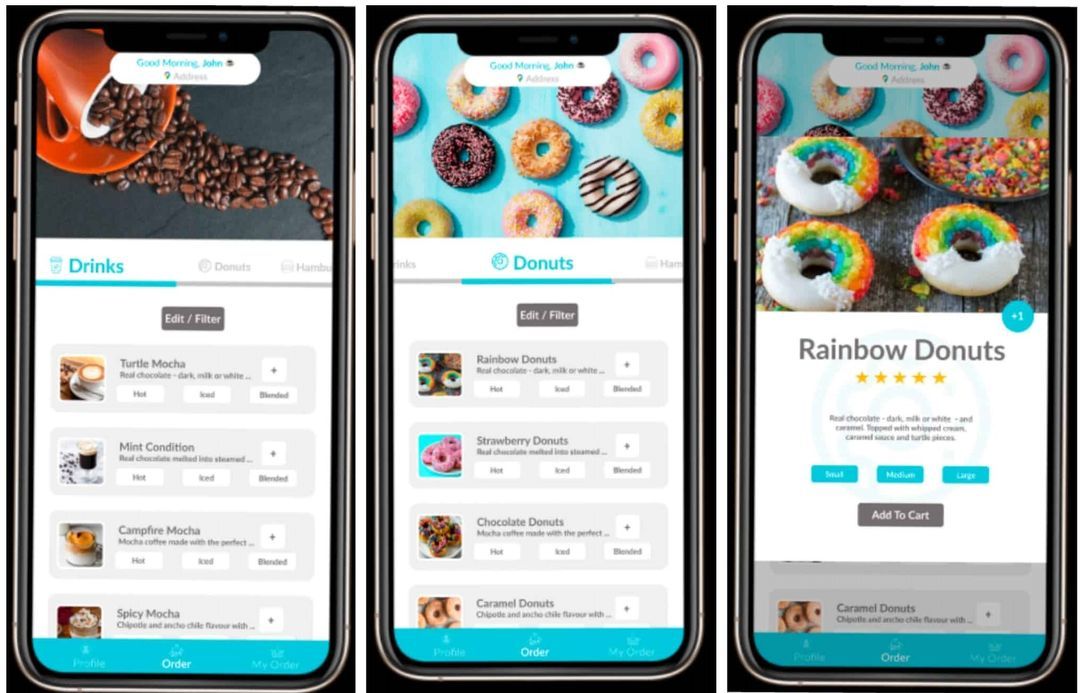 Good Morning, John
Address
Drinks
Donuts
Hambu
Edit / Filter
Turtle Mocha
Real chocolate - dark, milk or white ...
+
Hot
Iced
Blended
Mint Condition
Real chocolate melted into steamed ...
+
Hot
Iced
Blended
Campfire Mocha
Mocha coffee made with the perfect ...
+
Hot
Iced
Blended
Spicy Mocha
Chipotle and ancho chile flavour with ...
+
Profile
Order
My Order
Good Morning, John
Address
rinks
Donuts
Ham
Edit / Filter
Rainbow Donuts
Real chocolate - dark, milk or white ...
+
Hot
Iced
Blended
Strawberry Donuts
Real chocolate melted into steamed ...
+
Hot
Iced
Blended
Chocolate Donuts
Mocha coffee made with the perfect ...
+
Hot
Iced
Blended
Caramel Donuts
Chipotle and ancho chile flavour with ...
+
Profile
Order
My Order
Good Morning, John
Address
+1
Rainbow Donuts
Real chocolate - dark, milk or white - and
caramel. Topped with whipped cream,
caramel sauce and turtle pieces.
Small
Medium
Large
Add To Cart
Caramel Donuts
Chipotle and ancho chile flavour with ...
+
Profile
Order
My Order